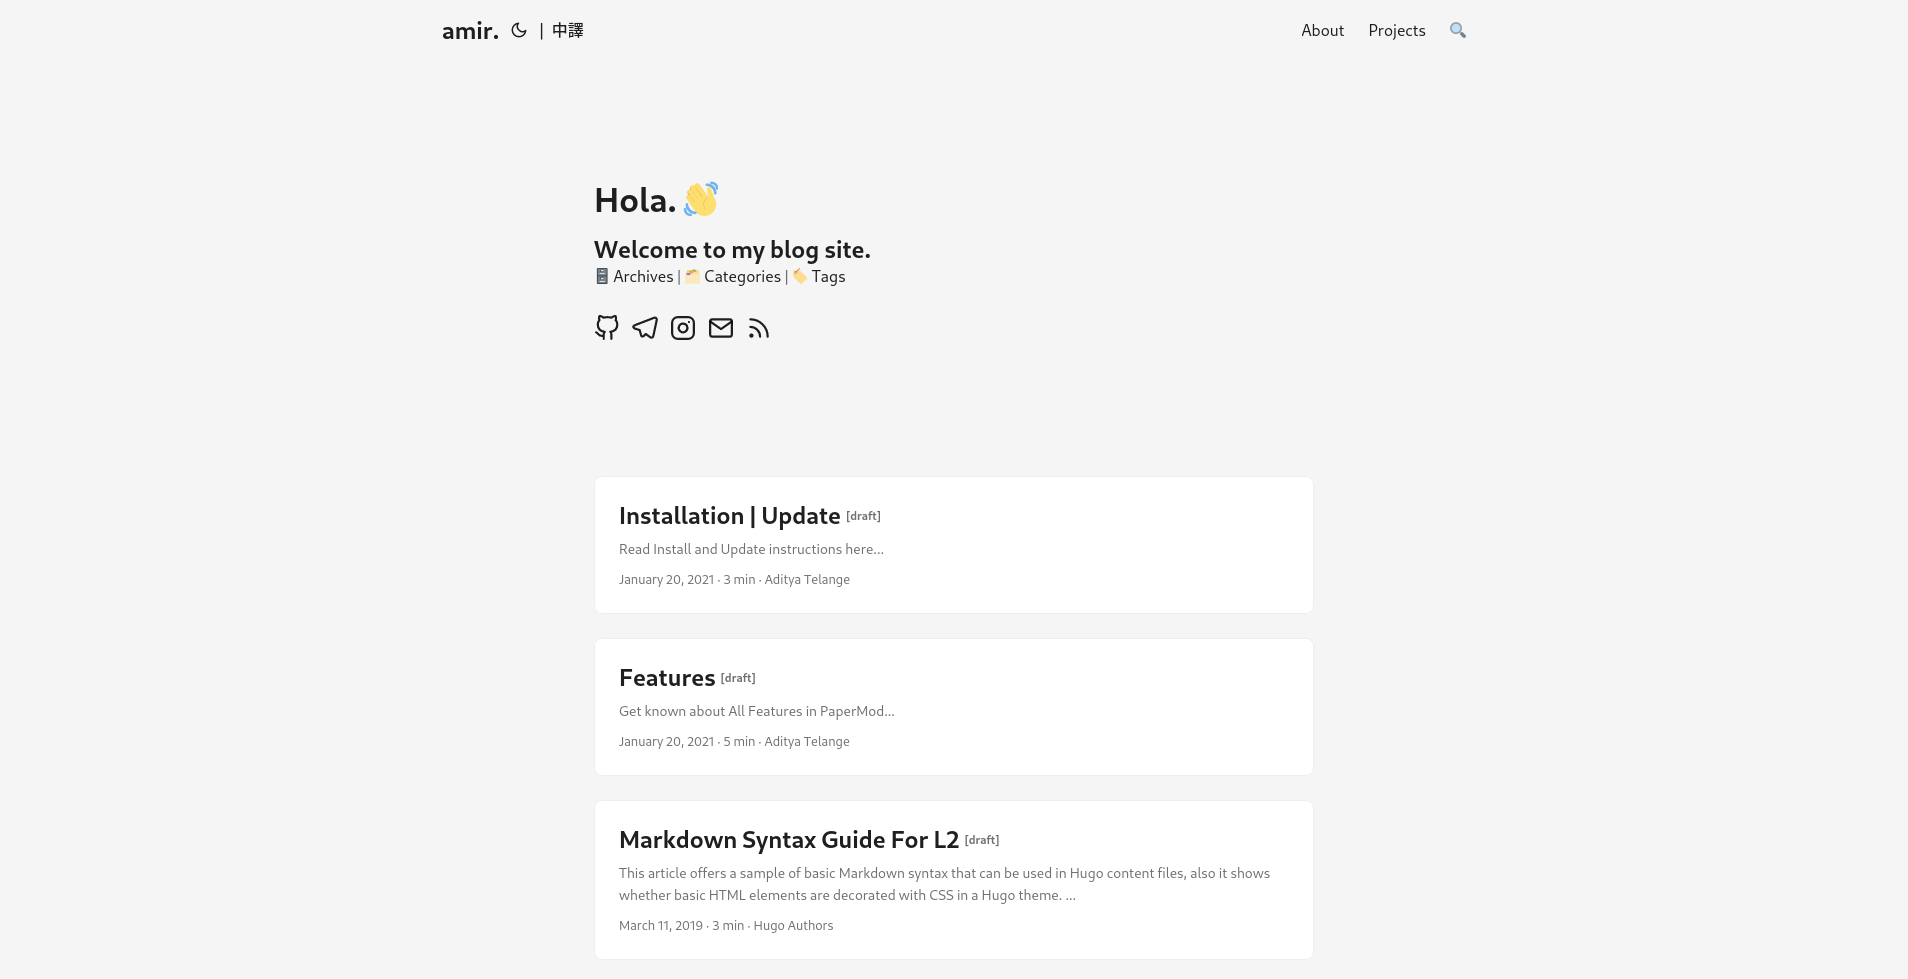 amir. | 中譯
About Projects
Hola.
Welcome to my blog site.
Archives | Categories | Tags
Installation | Update [draft]
Read Install and Update instructions here...
January 20, 2021 · 3 min · Aditya Telange
Features [draft]
Get known about All Features in PaperMod...
January 20, 2021 · 5 min · Aditya Telange
Markdown Syntax Guide For L2 [draft]
This article offers a sample of basic Markdown syntax that can be used in Hugo content files, also it shows
whether basic HTML elements are decorated with CSS in a Hugo theme. ...
March 11, 2019 · 3 min · Hugo Authors